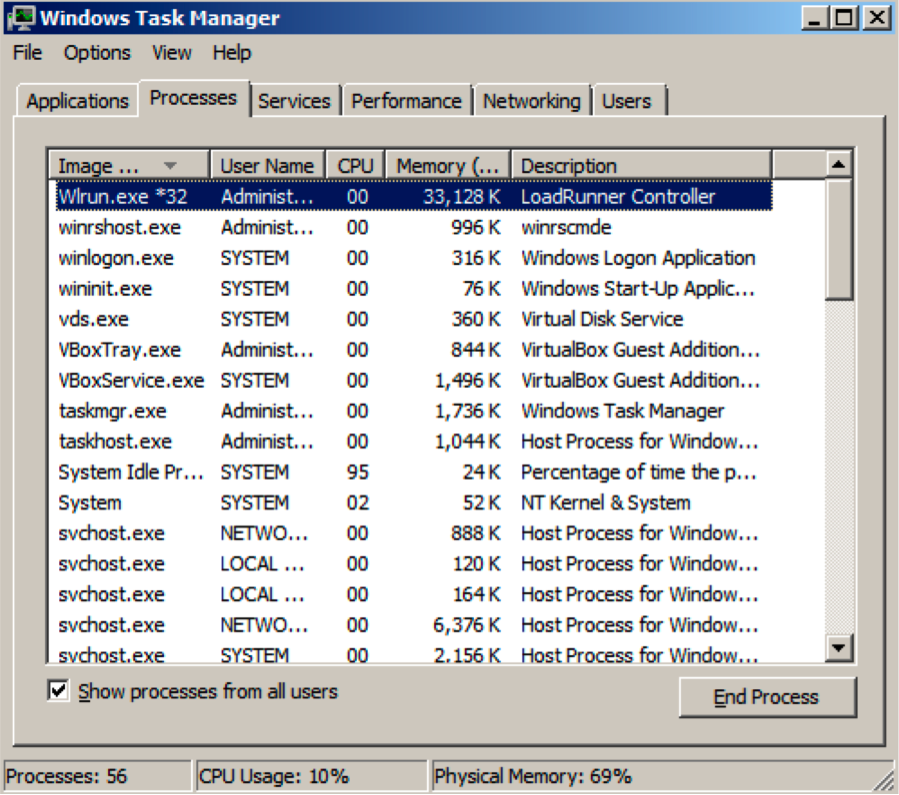 Windows Task Manager
File Options View Help
Applications Processes Services Performance Networking Users
Image ... User Name CPU Memory (... Description
Wlrun.exe *32 Administ... 00 33,128 K LoadRunner Controller
winrshost.exe Administ... 00 996 K winrscmde
winlogon.exe SYSTEM 00 316 K Windows Logon Application
wininit.exe SYSTEM 00 76 K Windows Start-Up Applic...
vds.exe SYSTEM 00 360 K Virtual Disk Service
VBoxTray.exe Administ... 00 844 K VirtualBox Guest Addition...
VBoxService.exe SYSTEM 00 1,496 K VirtualBox Guest Addition...
taskmgr.exe Administ... 00 1,736 K Windows Task Manager
taskhost.exe Administ... 00 1,044 K Host Process for Window...
System Idle Pr... SYSTEM 95 24 K Percentage of time the p...
System SYSTEM 02 52 K NT Kernel & System
svchost.exe NETWO... 00 888 K Host Process for Window...
svchost.exe LOCAL ... 00 120 K Host Process for Window...
svchost.exe LOCAL ... 00 164 K Host Process for Window...
svchost.exe NETWO... 00 6,376 K Host Process for Window...
svchost.exe SYSTEM 00 2,156 K Host Process for Window...
Show processes from all users
End Process
Processes: 56 CPU Usage: 10% Physical Memory: 69%